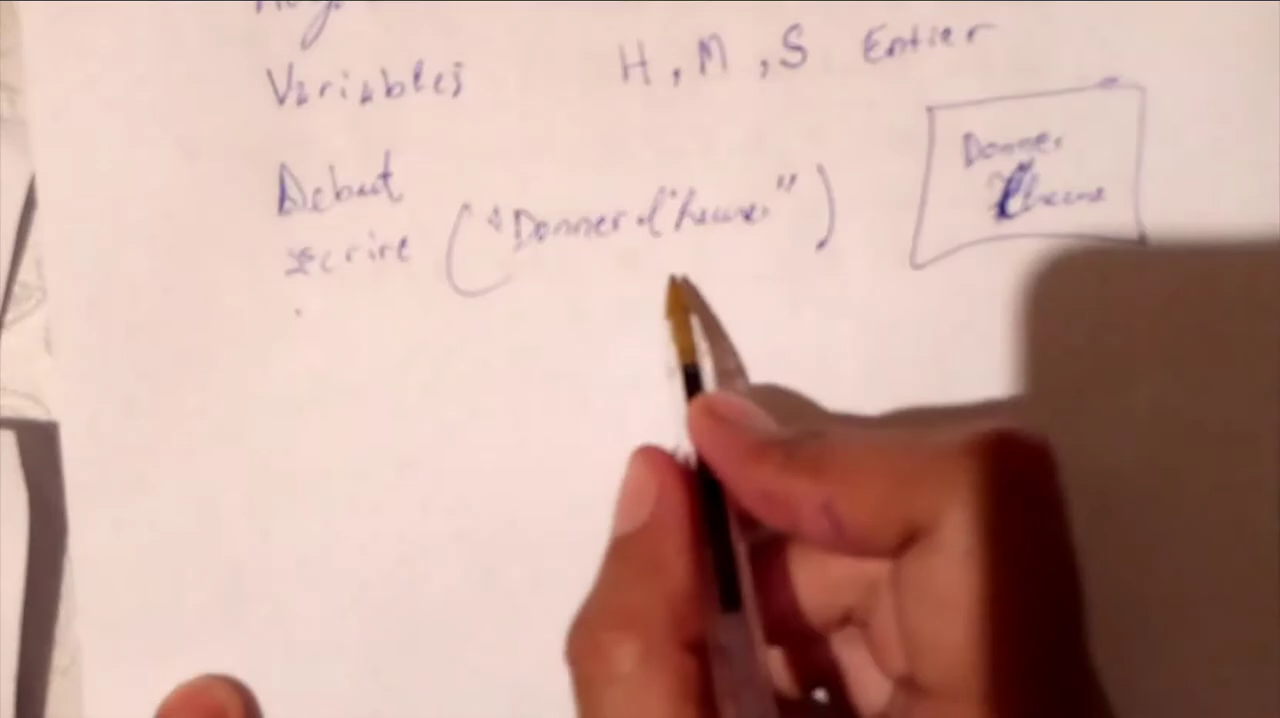 Variables H, M, S Entier
Debut
ecrire ("Donner l'heure")
Donner
l'heure